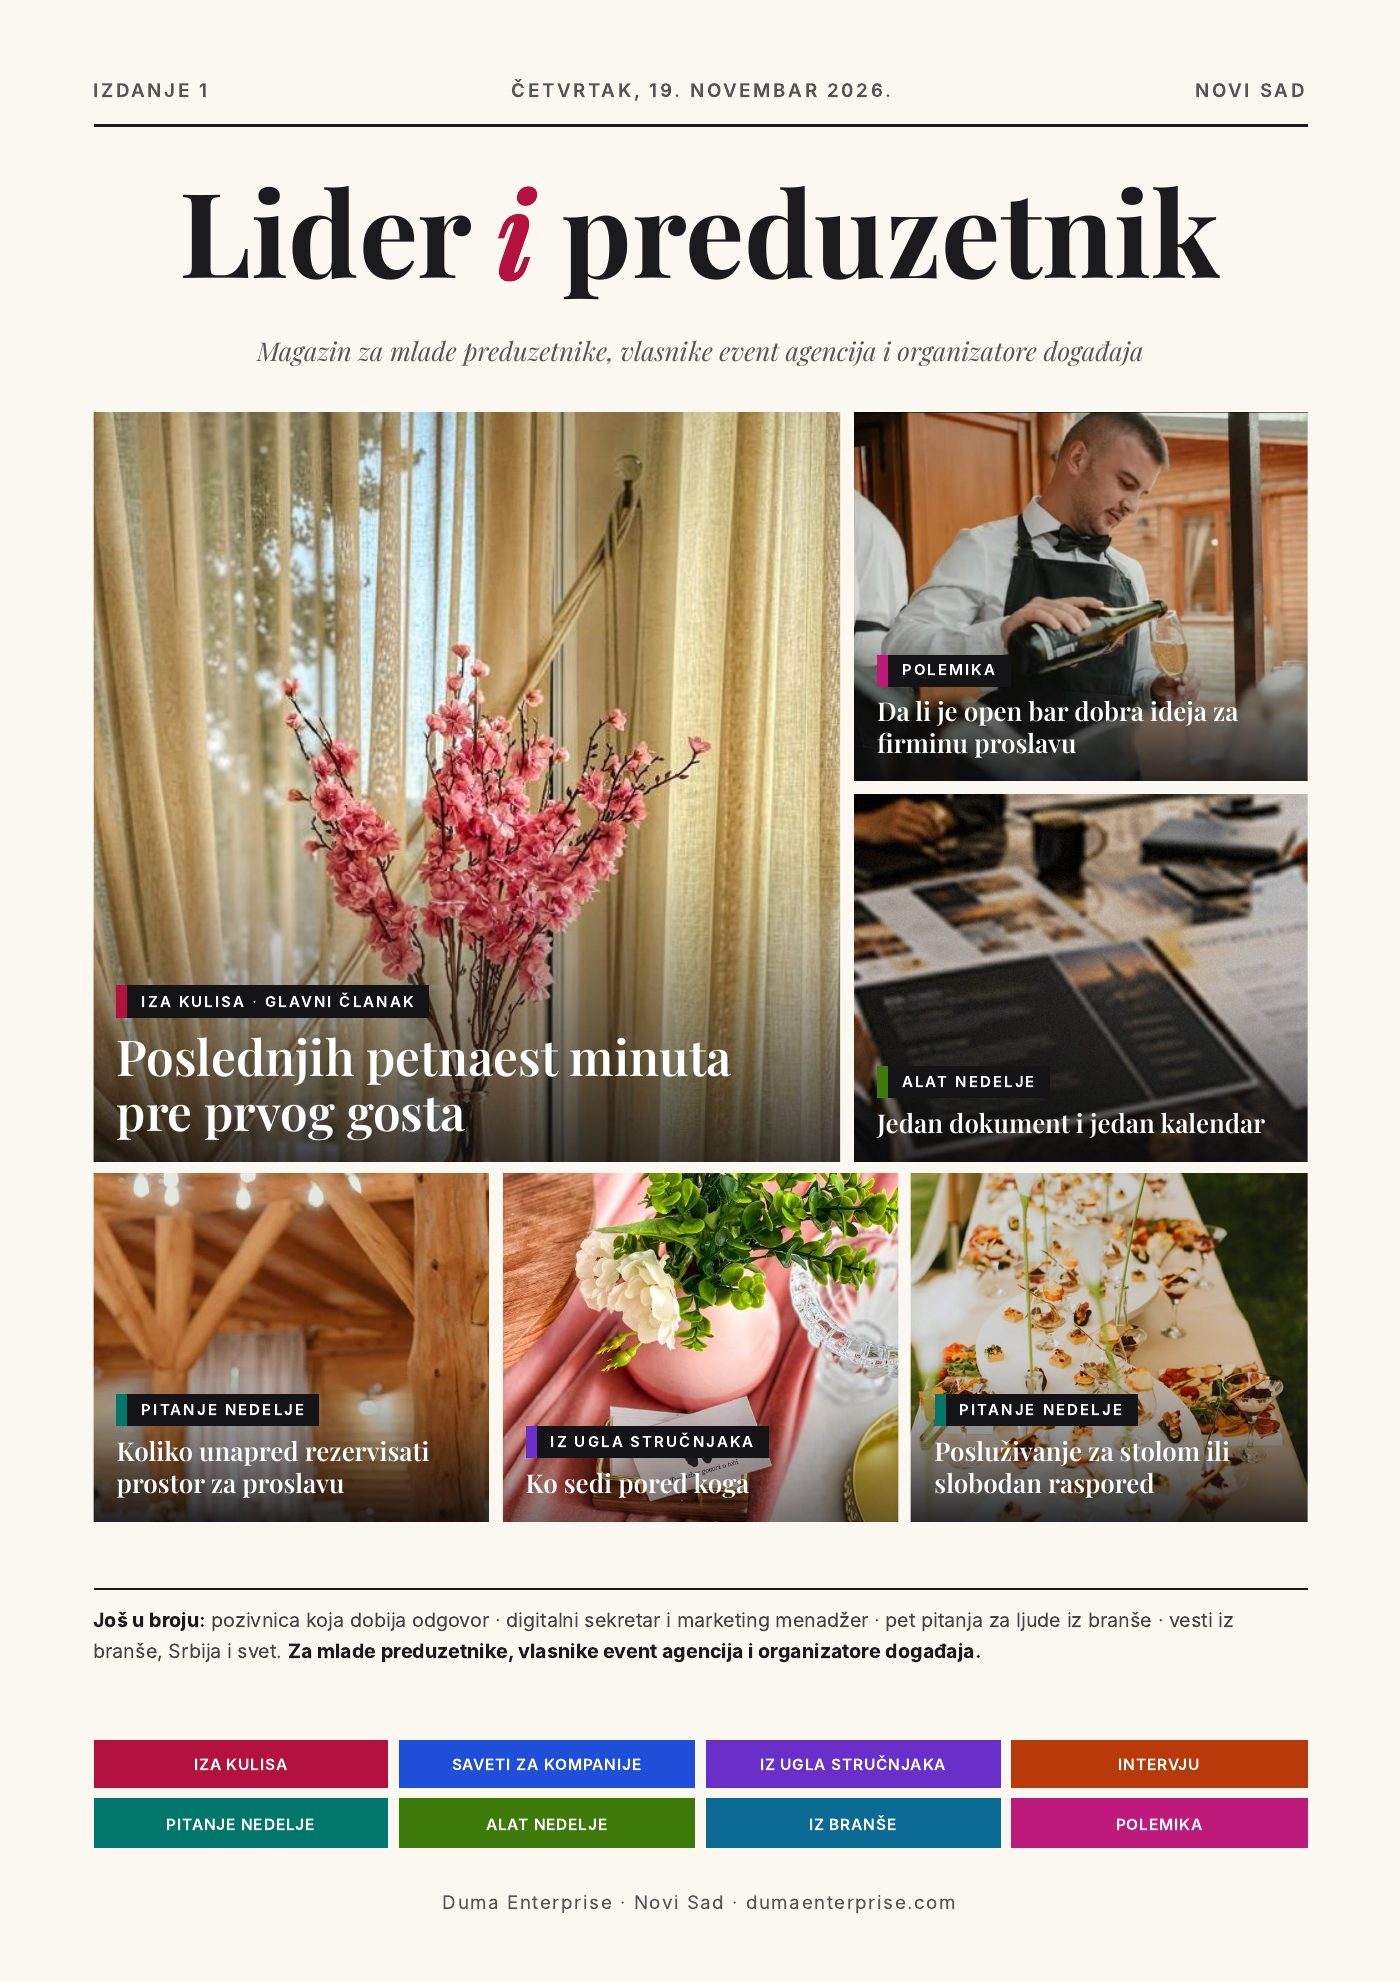 IZDANJE 1
ČETVRTAK, 19. NOVEMBAR 2026.
NOVI SAD
Lider i preduzetnik
Magazin za mlade preduzetnike, vlasnike event agencija i organizatore događaja
IZA KULISA · GLAVNI ČLANAK
Poslednjih petnaest minuta
pre prvog gosta
POLEMIKA
Da li je open bar dobra ideja za
firminu proslavu
ALAT NEDELJE
Jedan dokument i jedan kalendar
PITANJE NEDELJE
Koliko unapred rezervisati
prostor za proslavu
IZ UGLA STRUČNJAKA
Ko sedi pored koga
PITANJE NEDELJE
Posluživanje za stolom ili
slobodan raspored
Još u broju: pozivnica koja dobija odgovor · digitalni sekretar i marketing menadžer · pet pitanja za ljude iz branše · vesti iz
branše, Srbija i svet. Za mlade preduzetnike, vlasnike event agencija i organizatore događaja.
IZA KULISA
SAVETI ZA KOMPANIJE
IZ UGLA STRUČNJAKA
INTERVJU
PITANJE NEDELJE
ALAT NEDELJE
IZ BRANŠE
POLEMIKA
Duma Enterprise · Novi Sad · dumaenterprise.com